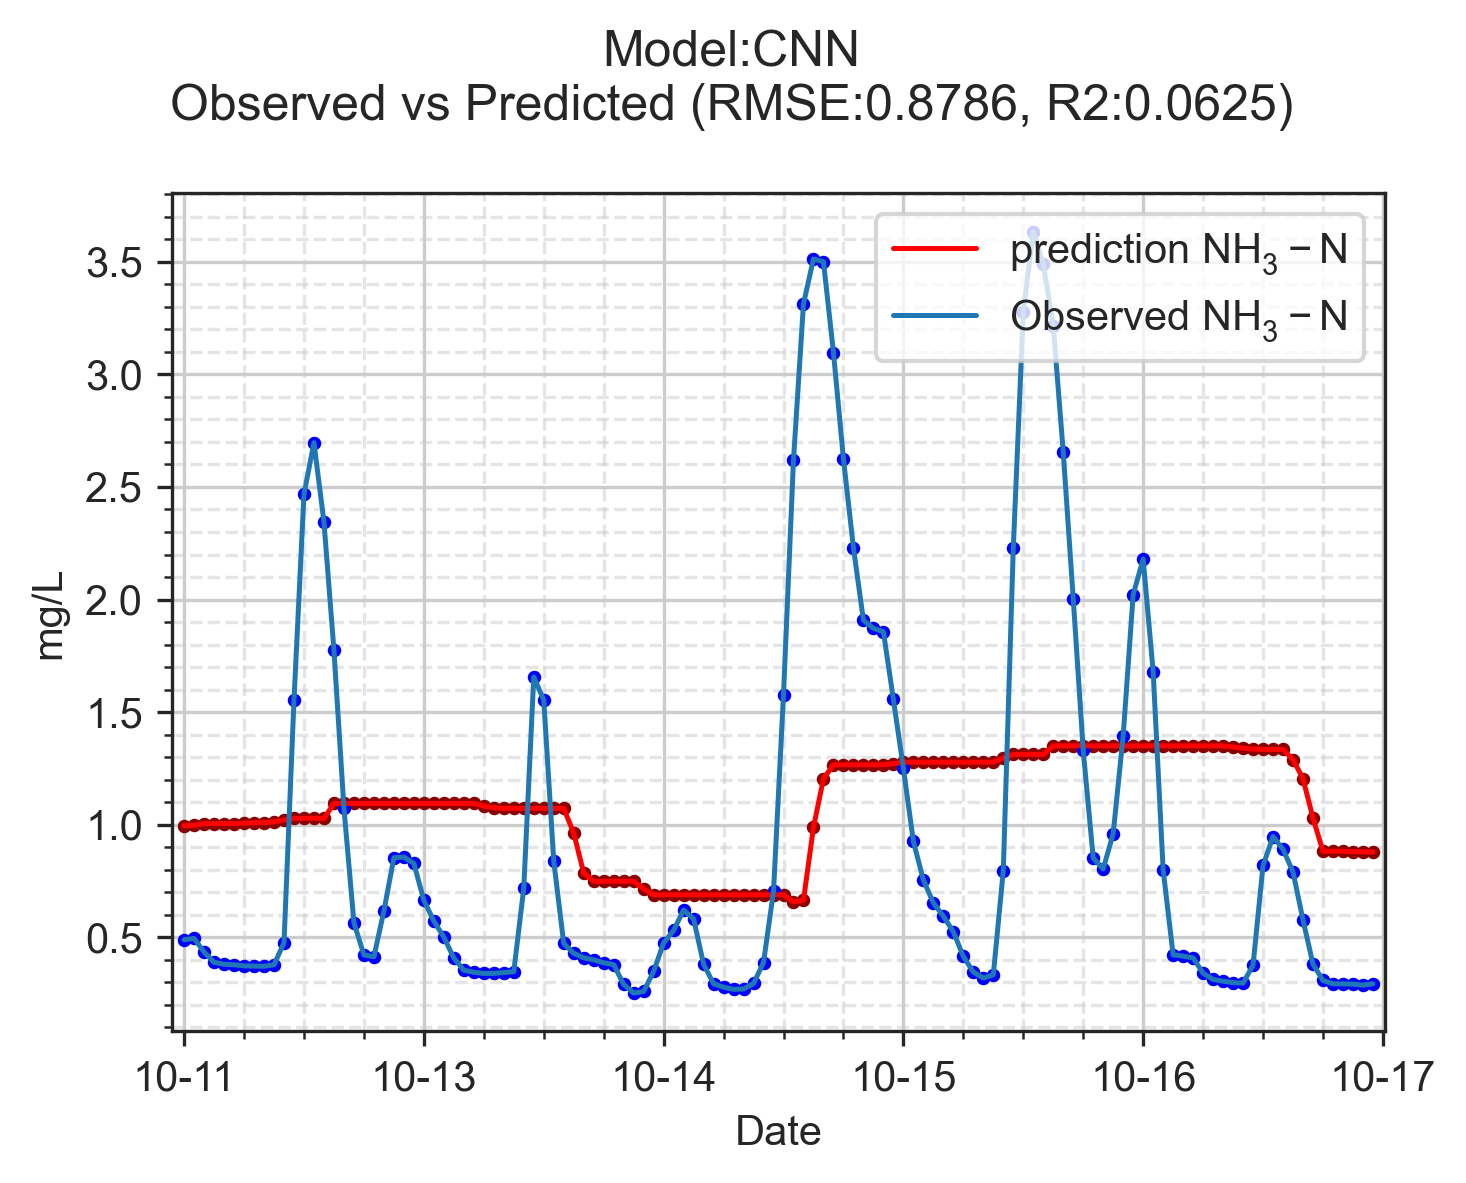 Model:CNN
Observed vs Predicted (RMSE:0.8786, R2:0.0625)
prediction NH₃ − N
Observed NH₃ − N
3.5
3.0
2.5
2.0
1.5
1.0
0.5
mg/L
10-11
10-13
10-14
10-15
10-16
10-17
Date